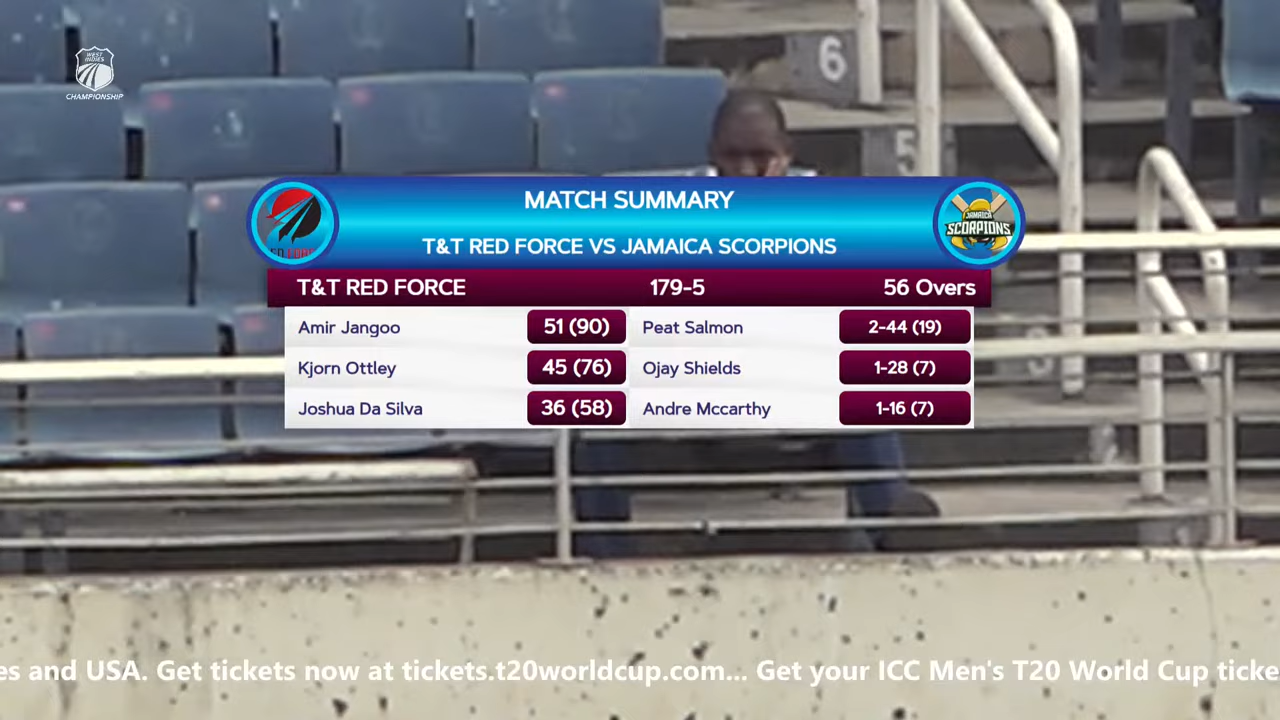 WEST INDIES
CHAMPIONSHIP
6
5
MATCH SUMMARY
T&T RED FORCE VS JAMAICA SCORPIONS
JAMAICA
SCORPIONS
T&T RED FORCE 179-5 56 Overs
Amir Jangoo 51 (90) Peat Salmon 2-44 (19)
Kjorn Ottley 45 (76) Ojay Shields 1-28 (7)
Joshua Da Silva 36 (58) Andre Mccarthy 1-16 (7)
es and USA. Get tickets now at tickets.t20worldcup.com... Get your ICC Men's T20 World Cup ticke